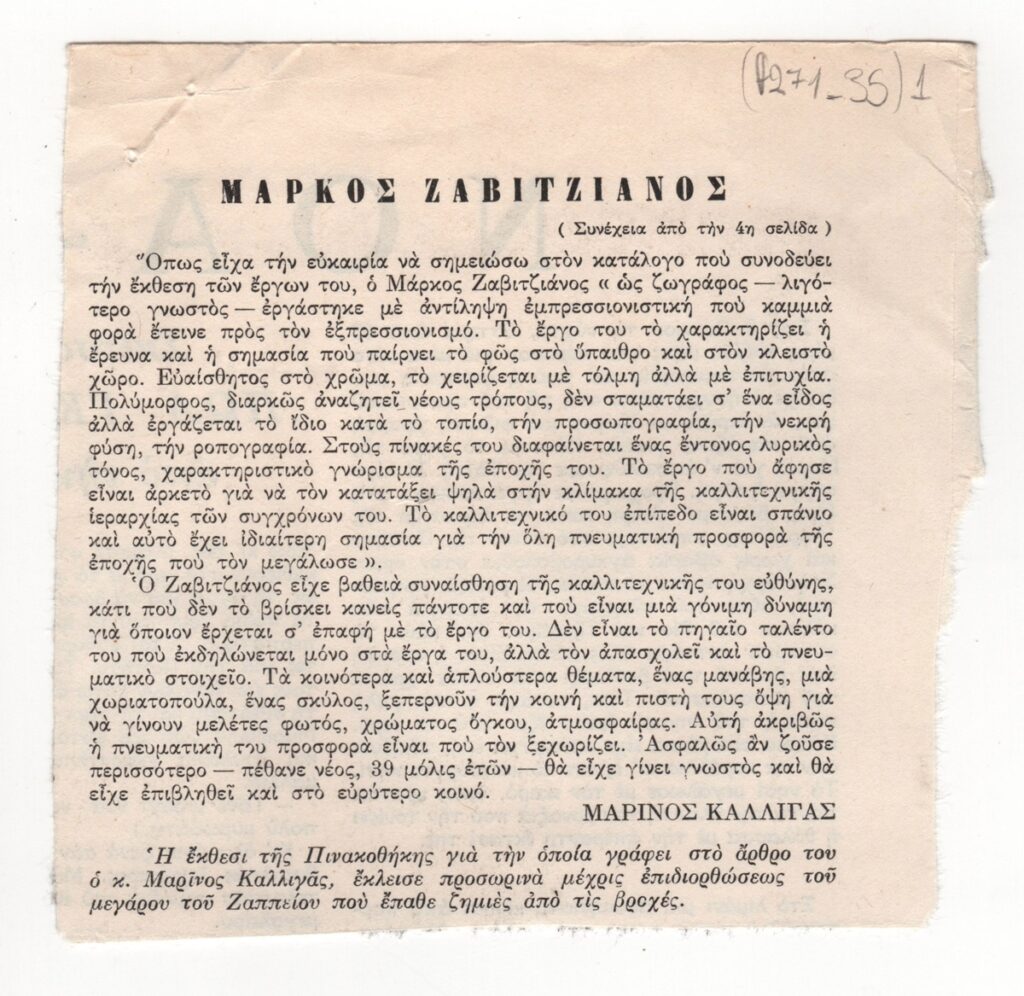 (Φ271-35)1
ΜΑΡΚΟΣ ΖΑΒΙΤΖΙΑΝΟΣ
( Συνέχεια ἀπὸ τὴν 4η σελίδα )
Ὅπως εἶχα τὴν εὐκαιρία νὰ σημειώσω στὸν κατάλογο ποὺ συνοδεύει
τὴν ἔκθεση τῶν ἔργων του, ὁ Μάρκος Ζαβιτζιάνος « ὡς ζωγράφος — λιγό-
τερο γνωστὸς — ἐργάστηκε μὲ ἀντίληψη ἐμπρεσσιονιστικὴ ποὺ καμμιὰ
φορὰ ἔτεινε πρὸς τὸν ἐξπρεσσιονισμό. Τὸ ἔργο του τὸ χαρακτηρίζει ἡ
ἔρευνα καὶ ἡ σημασία ποὺ παίρνει τὸ φῶς στὸ ὕπαιθρο καὶ στὸν κλειστὸ
χῶρο. Εὐαίσθητος στὸ χρῶμα, τὸ χειρίζεται μὲ τόλμη ἀλλὰ μὲ ἐπιτυχία.
Πολύμορφος, διαρκῶς ἀναζητεῖ νέους τρόπους, δὲν σταματάει σ' ἕνα εἶδος
ἀλλὰ ἐργάζεται τὸ ἴδιο κατὰ τὸ τοπίο, τὴν προσωπογραφία, τὴν νεκρὴ
φύση, τὴν ροπογραφία. Στοὺς πίνακές του διαφαίνεται ἕνας ἔντονος λυρικὸς
τόνος, χαρακτηριστικὸ γνώρισμα τῆς ἐποχῆς του. Τὸ ἔργο ποὺ ἄφησε
εἶναι ἀρκετὸ γιὰ νὰ τὸν κατατάξει ψηλὰ στὴν κλίμακα τῆς καλλιτεχνικῆς
ἱεραρχίας τῶν συγχρόνων του. Τὸ καλλιτεχνικό του ἐπίπεδο εἶναι σπάνιο
καὶ αὐτὸ ἔχει ἰδιαίτερη σημασία γιὰ τὴν ὅλη πνευματικὴ προσφορὰ τῆς
ἐποχῆς ποὺ τὸν μεγάλωσε ».
Ὁ Ζαβιτζιάνος εἶχε βαθειὰ συναίσθηση τῆς καλλιτεχνικῆς του εὐθύνης,
κάτι ποὺ δὲν τὸ βρίσκει κανεὶς πάντοτε καὶ ποὺ εἶναι μιὰ γόνιμη δύναμη
γιὰ ὅποιον ἔρχεται σ' ἐπαφὴ μὲ τὸ ἔργο του. Δὲν εἶναι τὸ πηγαῖο ταλέντο
του ποὺ ἐκδηλώνεται μόνο στὰ ἔργα του, ἀλλὰ τὸν ἀπασχολεῖ καὶ τὸ πνευ-
ματικὸ στοιχεῖο. Τὰ κοινότερα καὶ ἁπλούστερα θέματα, ἕνας μανάβης, μιὰ
χωριατοπούλα, ἕνας σκύλος, ξεπερνοῦν τὴν κοινὴ καὶ πιστὴ τους ὄψη γιὰ
νὰ γίνουν μελέτες φωτός, χρώματος ὄγκου, ἀτμοσφαίρας. Αὐτὴ ἀκριβῶς
ἡ πνευματικὴ του προσφορὰ εἶναι ποὺ τὸν ξεχωρίζει. Ἀσφαλῶς ἂν ζοῦσε
περισσότερο — πέθανε νέος, 39 μόλις ἐτῶν — θὰ εἶχε γίνει γνωστὸς καὶ θὰ
εἶχε ἐπιβληθεῖ καὶ στὸ εὐρύτερο κοινό.
ΜΑΡΙΝΟΣ ΚΑΛΛΙΓΑΣ
Ἡ ἔκθεσι τῆς Πινακοθήκης γιὰ τὴν ὁποία γράφει στὸ ἄρθρο του
ὁ κ. Μαρῖνος Καλλιγᾶς, ἔκλεισε προσωρινὰ μέχρις ἐπιδιορθώσεως τοῦ
μεγάρου τοῦ Ζαππείου ποὺ ἔπαθε ζημιὲς ἀπὸ τὶς βροχές.